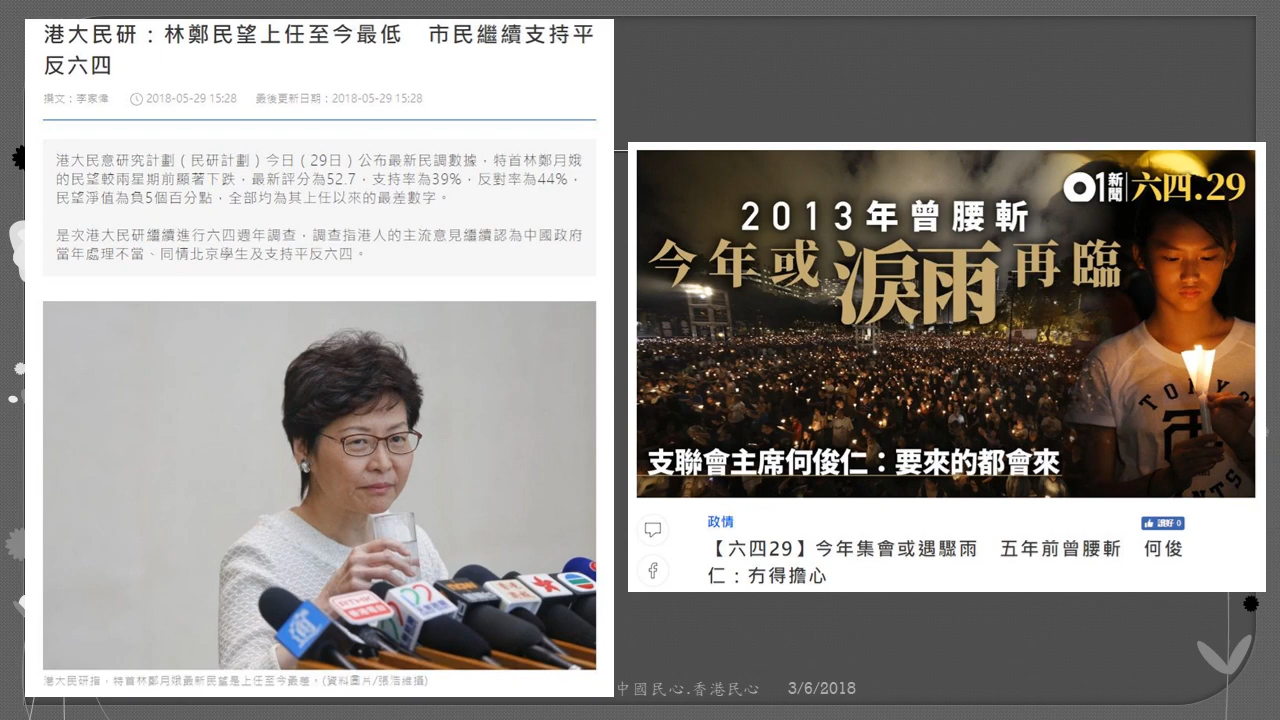 港大民研：林鄭民望上任至今最低　市民繼續支持平
反六四
撰文：李家偉　2018-05-29 15:28　最後更新日期：2018-05-29 15:28
港大民意研究計劃（民研計劃）今日（29日）公布最新民調數據，特首林鄭月娥
的民望較兩星期前顯著下跌，最新評分為52.7，支持率為39%，反對率為44%，
民望淨值為負5個百分點，全部均為其上任以來的最差數字。
是次港大民研繼續進行六四週年調查，調查指港人的主流意見繼續認為中國政府
當年處理不當、同情北京學生及支持平反六四。
RTHK
港大民研指，特首林鄭月娥最新民望是上任至今最差。(資料圖片/張浩維攝)
01新聞 六四.29
2013年曾腰斬
今年或淚雨再臨
TOKYO
支聯會主席何俊仁：要來的都會來
政情
讚好 0
【六四29】今年集會或遇驟雨　五年前曾腰斬　何俊
仁：冇得擔心
中國民心.香港民心　3/6/2018